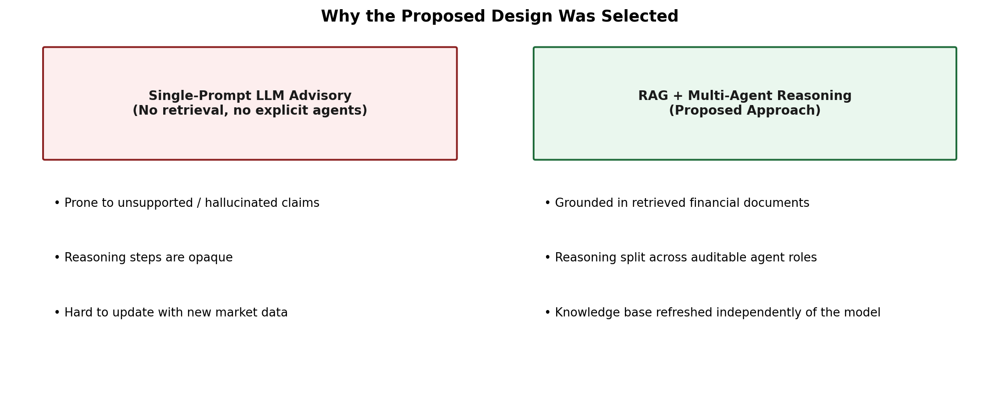 Why the Proposed Design Was Selected
Single-Prompt LLM Advisory
(No retrieval, no explicit agents)
• Prone to unsupported / hallucinated claims
• Reasoning steps are opaque
• Hard to update with new market data
RAG + Multi-Agent Reasoning
(Proposed Approach)
• Grounded in retrieved financial documents
• Reasoning split across auditable agent roles
• Knowledge base refreshed independently of the model